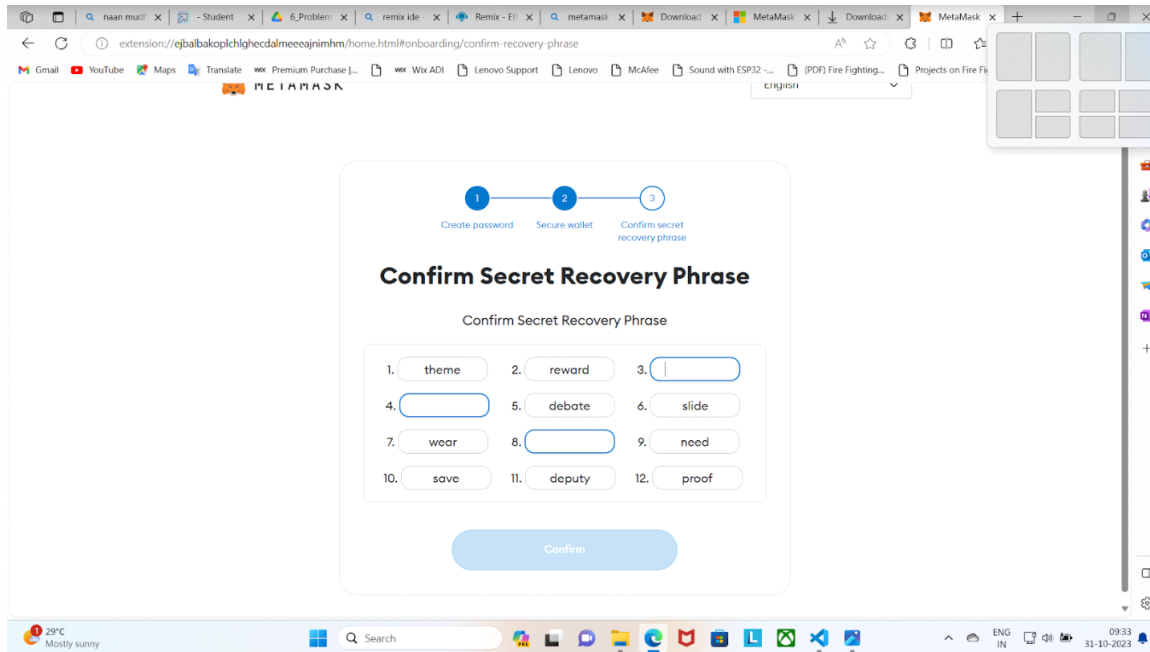 naan mudh
- Student
6_Problem
remix ide -
Remix - Eth
metamask
Download
MetaMask
Download
MetaMask
extension://ejbalbakoplchlghecdalmeeeajnimhm/home.html#onboarding/confirm-recovery-phrase
Gmail
YouTube
Maps
Translate
Premium Purchase |...
Wix ADI
Lenovo Support
Lenovo
McAfee
Sound with ESP32 -...
(PDF) Fire Fighting...
Projects on Fire Fi
METAMASK
English
1 2 3
Create password
Secure wallet
Confirm secret
recovery phrase
Confirm Secret Recovery Phrase
Confirm Secret Recovery Phrase
1. theme 2. reward 3.
4. 5. debate 6. slide
7. wear 8. 9. need
10. save 11. deputy 12. proof
Confirm
1
29°C
Mostly sunny
Search
ENG
IN
09:33
31-10-2023